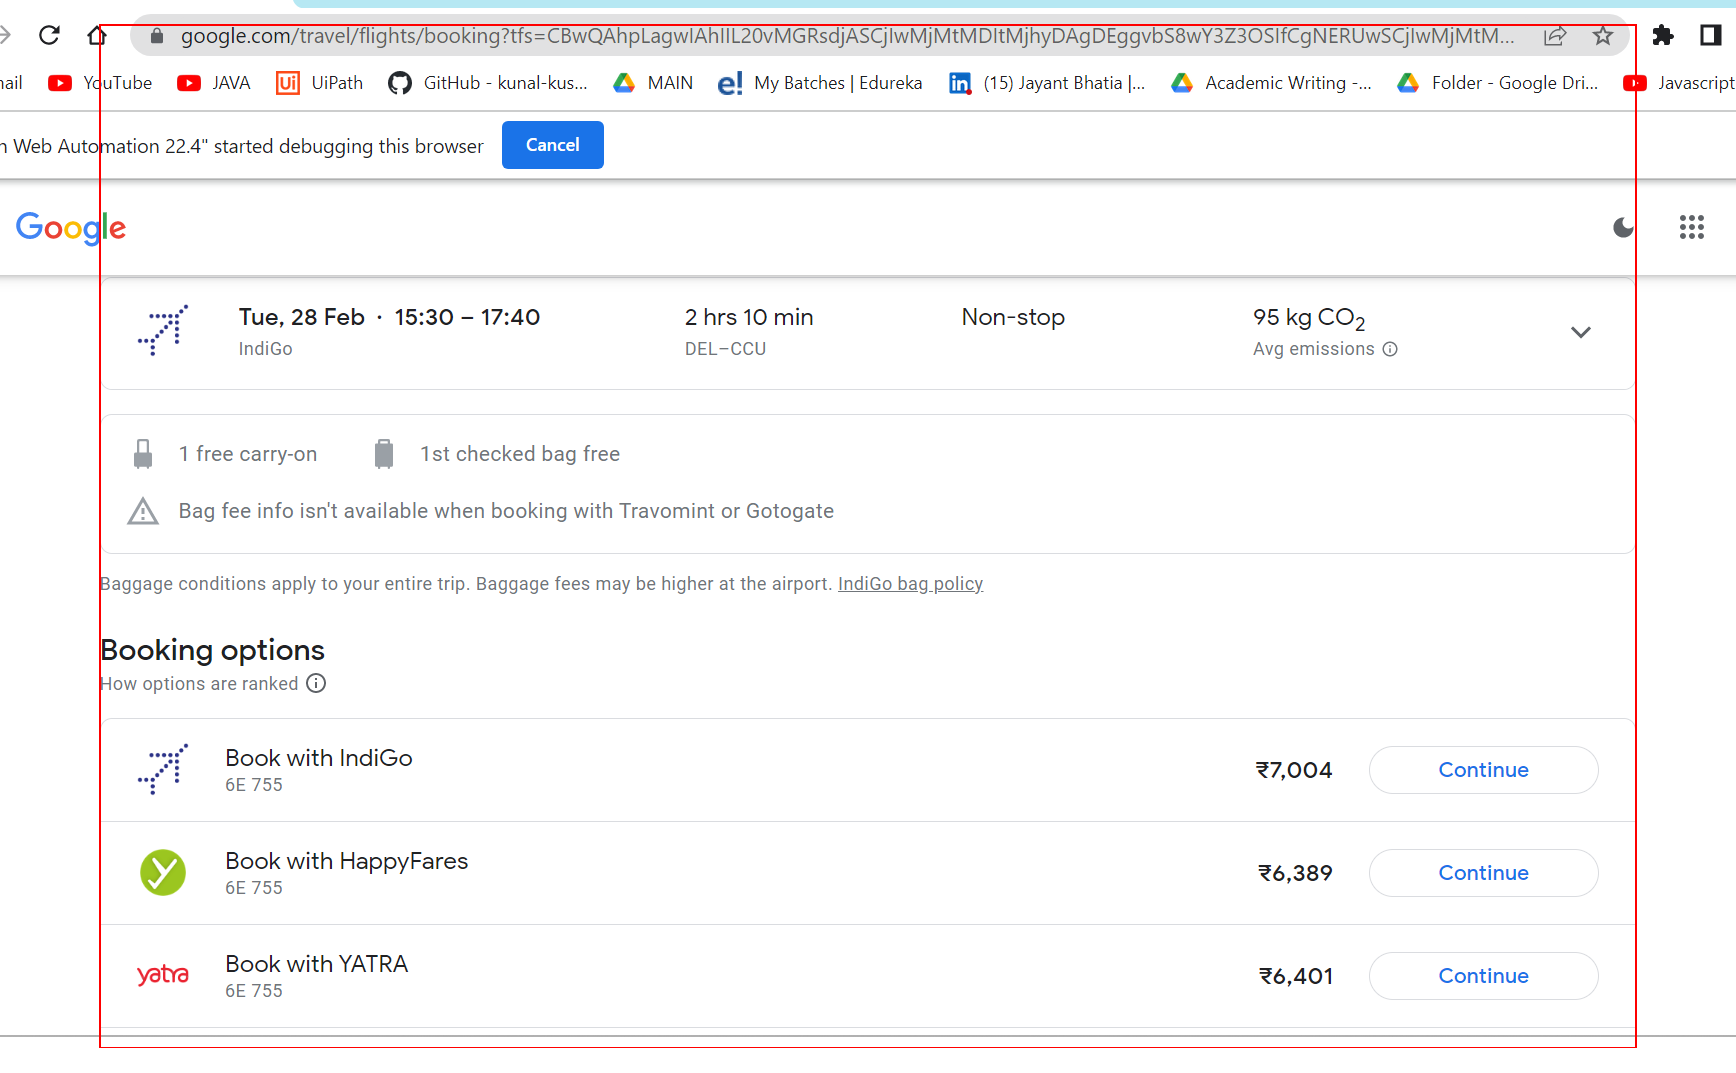 google.com/travel/flights/booking?tfs=CBwQAhpLagwIAhIIL20vMGRsdjASCjIwMjMtMDItMjhyDAgDEggvbS8wY3Z3OSIfCgNERUwSCjIwMjMtM...
nail YouTube JAVA Ui UiPath GitHub - kunal-kus... MAIN e! My Batches | Edureka in (15) Jayant Bhatia |... Academic Writing -... Folder - Google Dri... Javascript
n Web Automation 22.4" started debugging this browser Cancel
Google
Tue, 28 Feb · 15:30 – 17:40 2 hrs 10 min Non-stop 95 kg CO2
IndiGo DEL–CCU Avg emissions
1 free carry-on 1st checked bag free
Bag fee info isn't available when booking with Travomint or Gotogate
Baggage conditions apply to your entire trip. Baggage fees may be higher at the airport. IndiGo bag policy
Booking options
How options are ranked
Book with IndiGo ₹7,004 Continue
6E 755
Book with HappyFares ₹6,389 Continue
6E 755
yatra Book with YATRA ₹6,401 Continue
6E 755